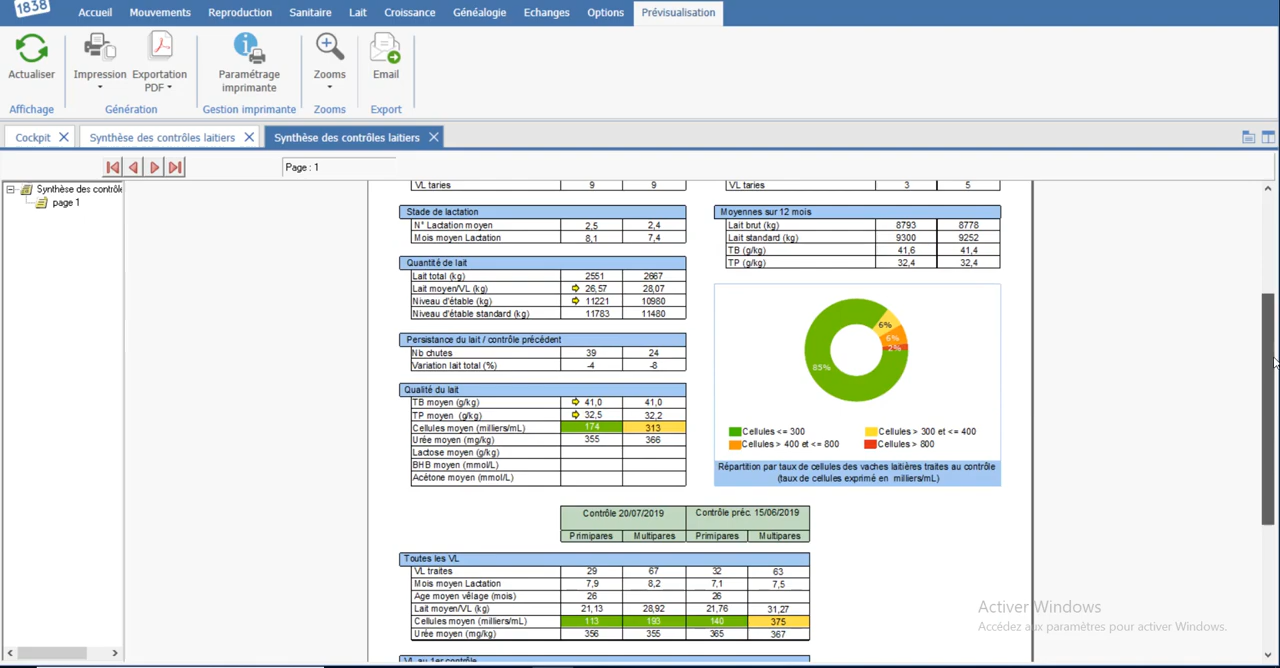 1838
Accueil Mouvements Reproduction Sanitaire Lait Croissance Généalogie Echanges Options Prévisualisation
Actualiser Impression Exportation PDF Paramétrage imprimante Zooms Email
Affichage Génération Gestion imprimante Zooms Export
Cockpit Synthèse des contrôles laitiers Synthèse des contrôles laitiers
Page : 1
Synthèse des contrôle
page 1
VL taries 9 9
VL taries 3 5
Stade de lactation
N° Lactation moyen 2,5 2,4
Mois moyen Lactation 8,1 7,4
Moyennes sur 12 mois
Lait brut (kg) 8793 8778
Lait standard (kg) 9300 9252
TB (g/kg) 41,6 41,4
TP (g/kg) 32,4 32,4
Quantité de lait
Lait total (kg) 2551 2667
Lait moyen/VL (kg) 26,57 28,07
Niveau d'étable (kg) 11221 10980
Niveau d'étable standard (kg) 11783 11480
Persistance du lait / contrôle précédent
Nb chutes 39 24
Variation lait total (%) -4 -8
Qualité du lait
TB moyen (g/kg) 41,0 41,0
TP moyen (g/kg) 32,5 32,2
Cellules moyen (milliers/mL) 174 313
Urée moyen (mg/kg) 355 366
Lactose moyen (g/kg)
BHB moyen (mmol/L)
Acétone moyen (mmol/L)
6%
6%
2%
85%
Cellules <= 300 Cellules > 300 et <= 400
Cellules > 400 et <= 800 Cellules > 800
Répartition par taux de cellules des vaches laitières traites au contrôle
(taux de cellules exprimé en milliers/mL)
Contrôle 20/07/2019 Contrôle préc. 15/06/2019
Primipares Multipares Primipares Multipares
Toutes les VL
VL traites 29 67 32 63
Mois moyen Lactation 7,9 8,2 7,1 7,5
Age moyen vêlage (mois) 26 26
Lait moyen/VL (kg) 21,13 28,92 21,76 31,27
Cellules moyen (milliers/mL) 113 193 140 375
Urée moyen (mg/kg) 356 355 365 367
VL au 1er contrôle
Activer Windows
Accédez aux paramètres pour activer Windows.